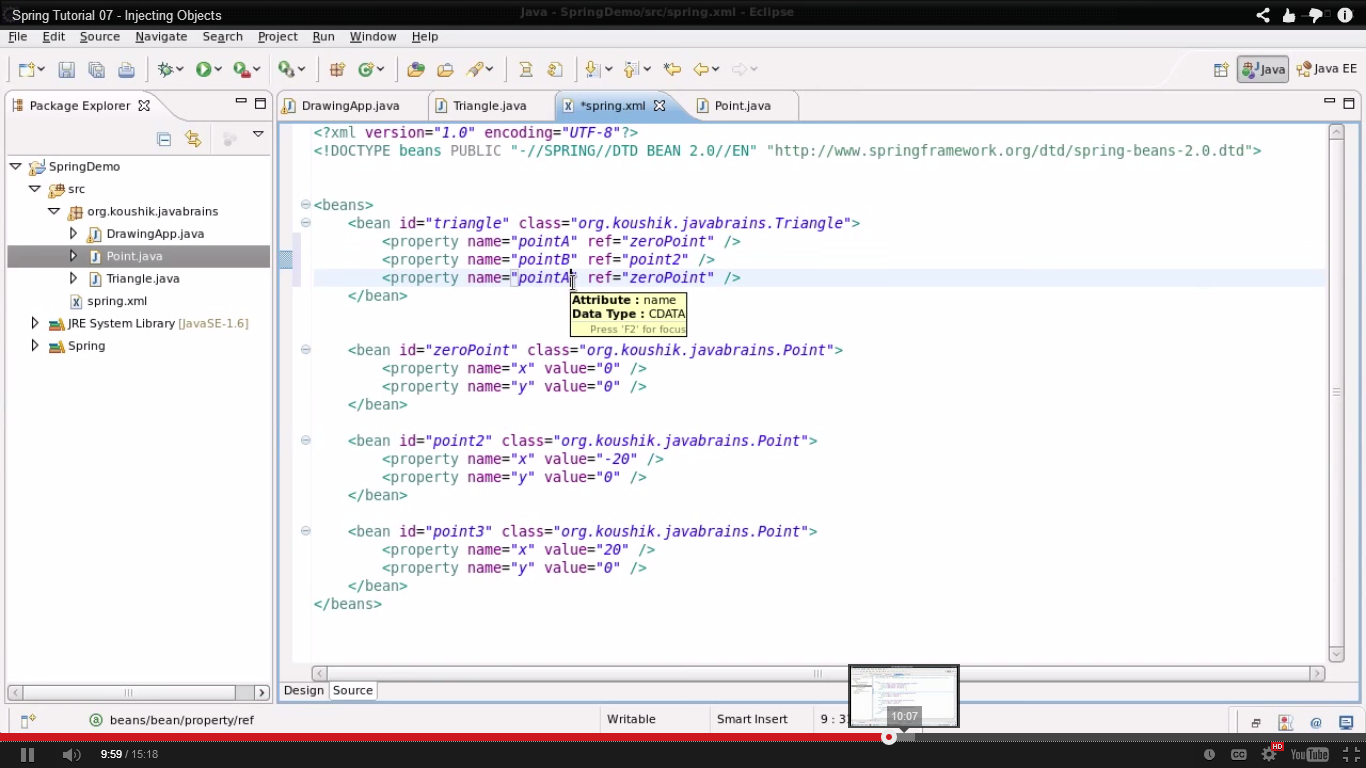 Spring Tutorial 07 - Injecting Objects
Java - SpringDemo/src/spring.xml - Eclipse
File Edit Source Navigate Search Project Run Window Help
Java Java EE
Package Explorer
DrawingApp.java Triangle.java *spring.xml Point.java
SpringDemo
src
org.koushik.javabrains
DrawingApp.java
Point.java
Triangle.java
spring.xml
JRE System Library [JavaSE-1.6]
Spring
<?xml version="1.0" encoding="UTF-8"?>
<!DOCTYPE beans PUBLIC "-//SPRING//DTD BEAN 2.0//EN" "http://www.springframework.org/dtd/spring-beans-2.0.dtd">
<beans>
<bean id="triangle" class="org.koushik.javabrains.Triangle">
<property name="pointA" ref="zeroPoint" />
<property name="pointB" ref="point2" />
<property name="pointA" ref="zeroPoint" />
</bean>
Attribute : name
Data Type : CDATA
Press 'F2' for focus
<bean id="zeroPoint" class="org.koushik.javabrains.Point">
<property name="x" value="0" />
<property name="y" value="0" />
</bean>
<bean id="point2" class="org.koushik.javabrains.Point">
<property name="x" value="-20" />
<property name="y" value="0" />
</bean>
<bean id="point3" class="org.koushik.javabrains.Point">
<property name="x" value="20" />
<property name="y" value="0" />
</bean>
</beans>
Design Source
beans/bean/property/ref
Writable
Smart Insert
10:07
9:59 / 15:18
CC
HD
YouTube